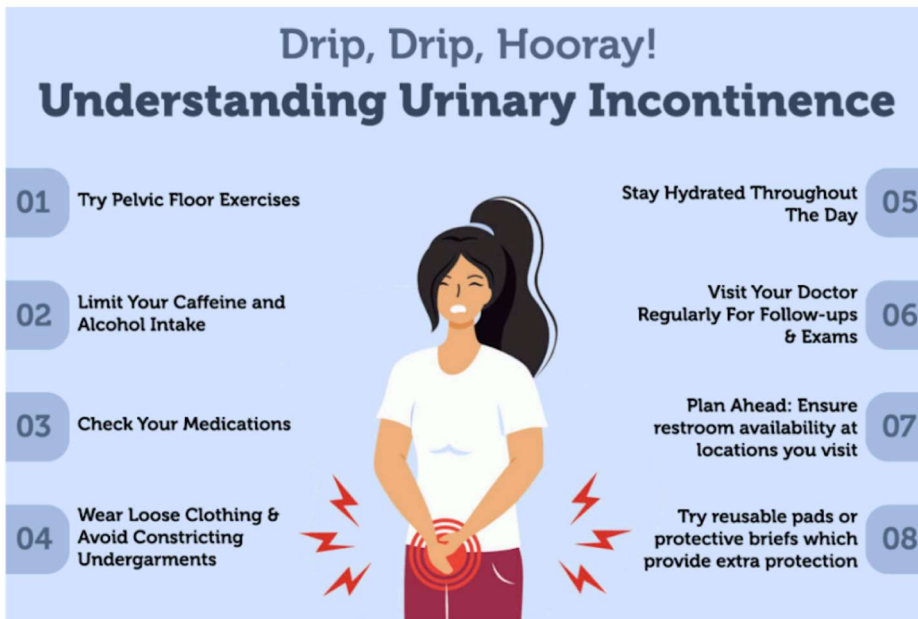 Drip, Drip, Hooray!
Understanding Urinary Incontinence
01
Try Pelvic Floor Exercises
02
Limit Your Caffeine and
Alcohol Intake
03
Check Your Medications
04
Wear Loose Clothing &
Avoid Constricting
Undergarments
Stay Hydrated Throughout
The Day
05
Visit Your Doctor
Regularly For Follow-ups
& Exams
06
Plan Ahead: Ensure
restroom availability at
locations you visit
07
Try reusable pads or
protective briefs which
provide extra protection
08